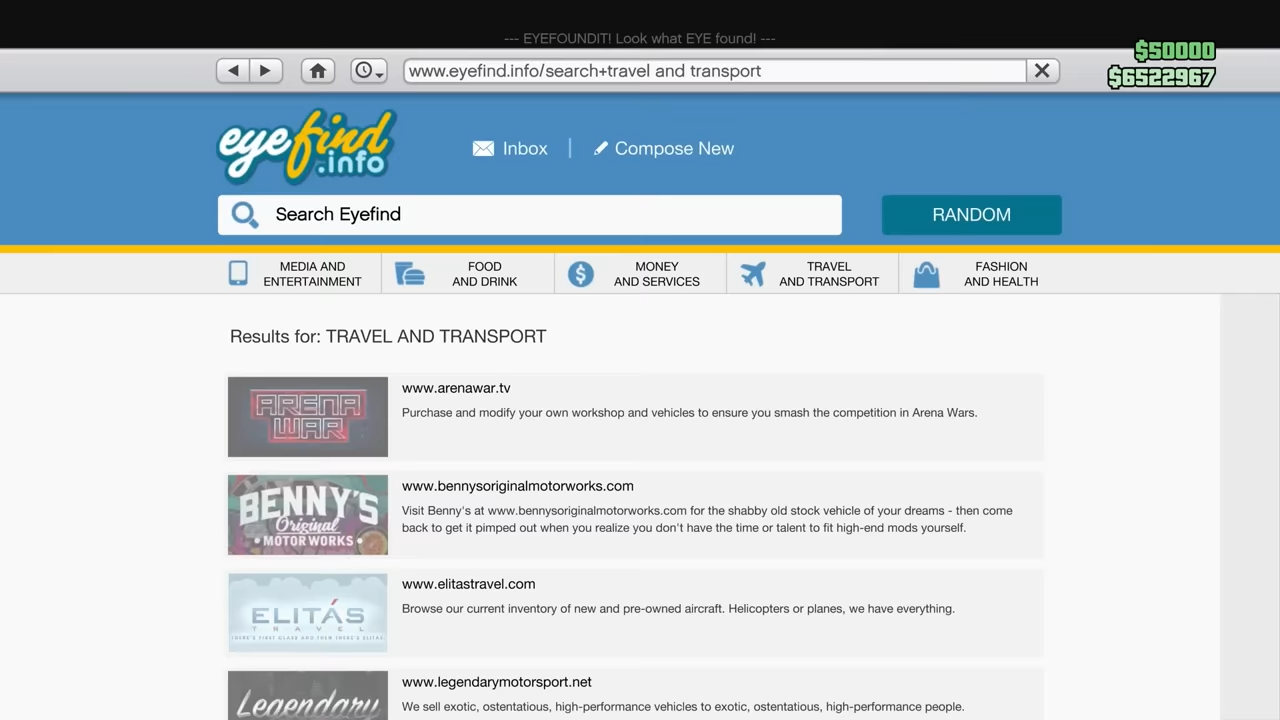 --- EYEFOUNDIT! Look what EYE found! ---
$50000
www.eyefind.info/search+travel and transport
$6522967
eyefind
.info
Inbox
Compose New
Search Eyefind
RANDOM
MEDIA AND
ENTERTAINMENT
FOOD
AND DRINK
MONEY
AND SERVICES
TRAVEL
AND TRANSPORT
FASHION
AND HEALTH
Results for: TRAVEL AND TRANSPORT
ARENA
WAR
www.arenawar.tv
Purchase and modify your own workshop and vehicles to ensure you smash the competition in Arena Wars.
BENNY'S
Original
MOTOR WORKS
www.bennysoriginalmotorworks.com
Visit Benny's at www.bennysoriginalmotorworks.com for the shabby old stock vehicle of your dreams - then come
back to get it pimped out when you realize you don't have the time or talent to fit high-end mods yourself.
ELITÁS
TRAVEL
THERE'S FIRST CLASS AND THEN THERE'S ELITÁS
www.elitastravel.com
Browse our current inventory of new and pre-owned aircraft. Helicopters or planes, we have everything.
Legendary
www.legendarymotorsport.net
We sell exotic, ostentatious, high-performance vehicles to exotic, ostentatious, high-performance people.